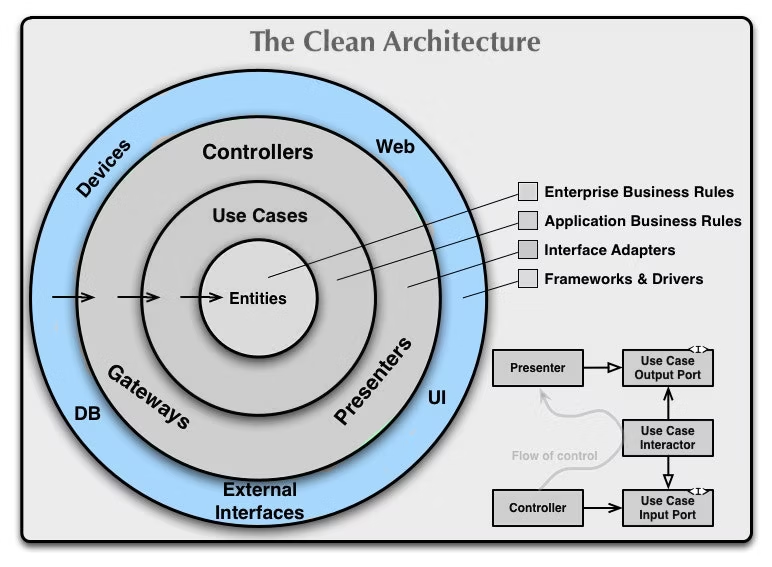 The Clean Architecture
Devices
Web
Controllers
Use Cases
Entities
Gateways
Presenters
DB
UI
External
Interfaces
Enterprise Business Rules
Application Business Rules
Interface Adapters
Frameworks & Drivers
Presenter
<I>
Use Case
Output Port
Flow of control
Use Case
Interactor
Controller
<I>
Use Case
Input Port